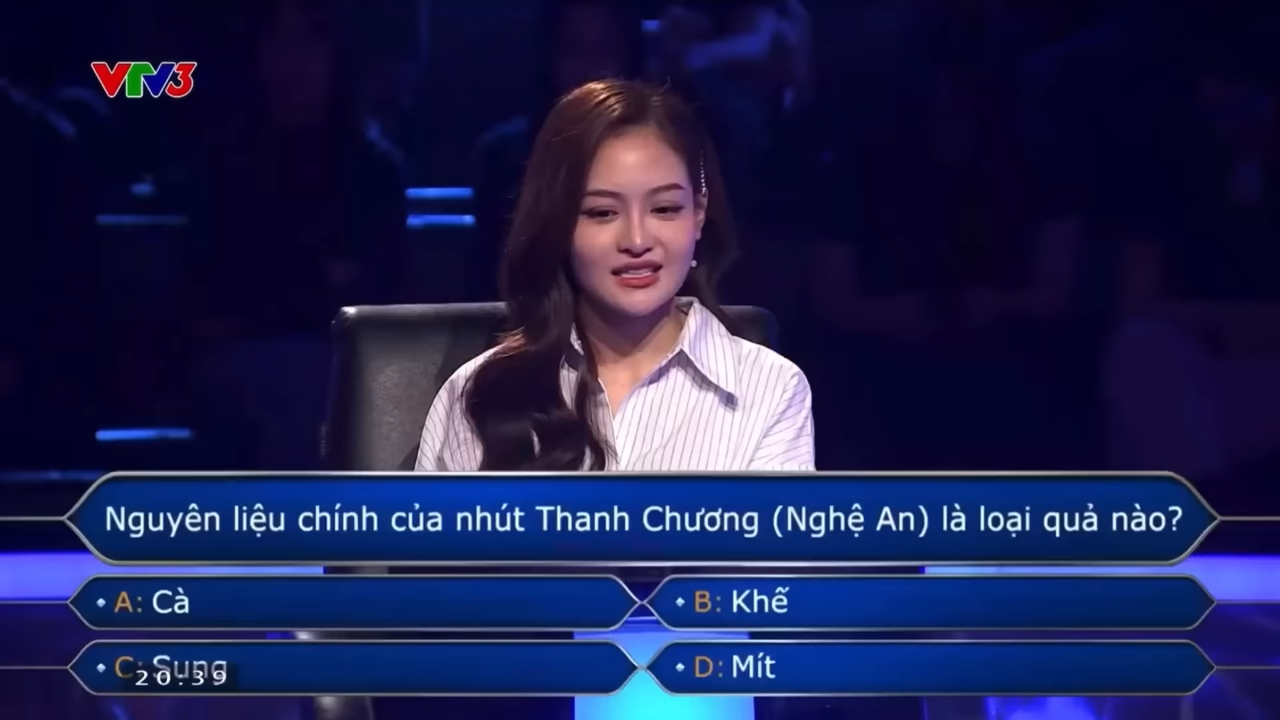 VTV3
Nguyên liệu chính của nhút Thanh Chương (Nghệ An) là loại quả nào?
A: Cà
B: Khế
C: Sung
D: Mít
20:39